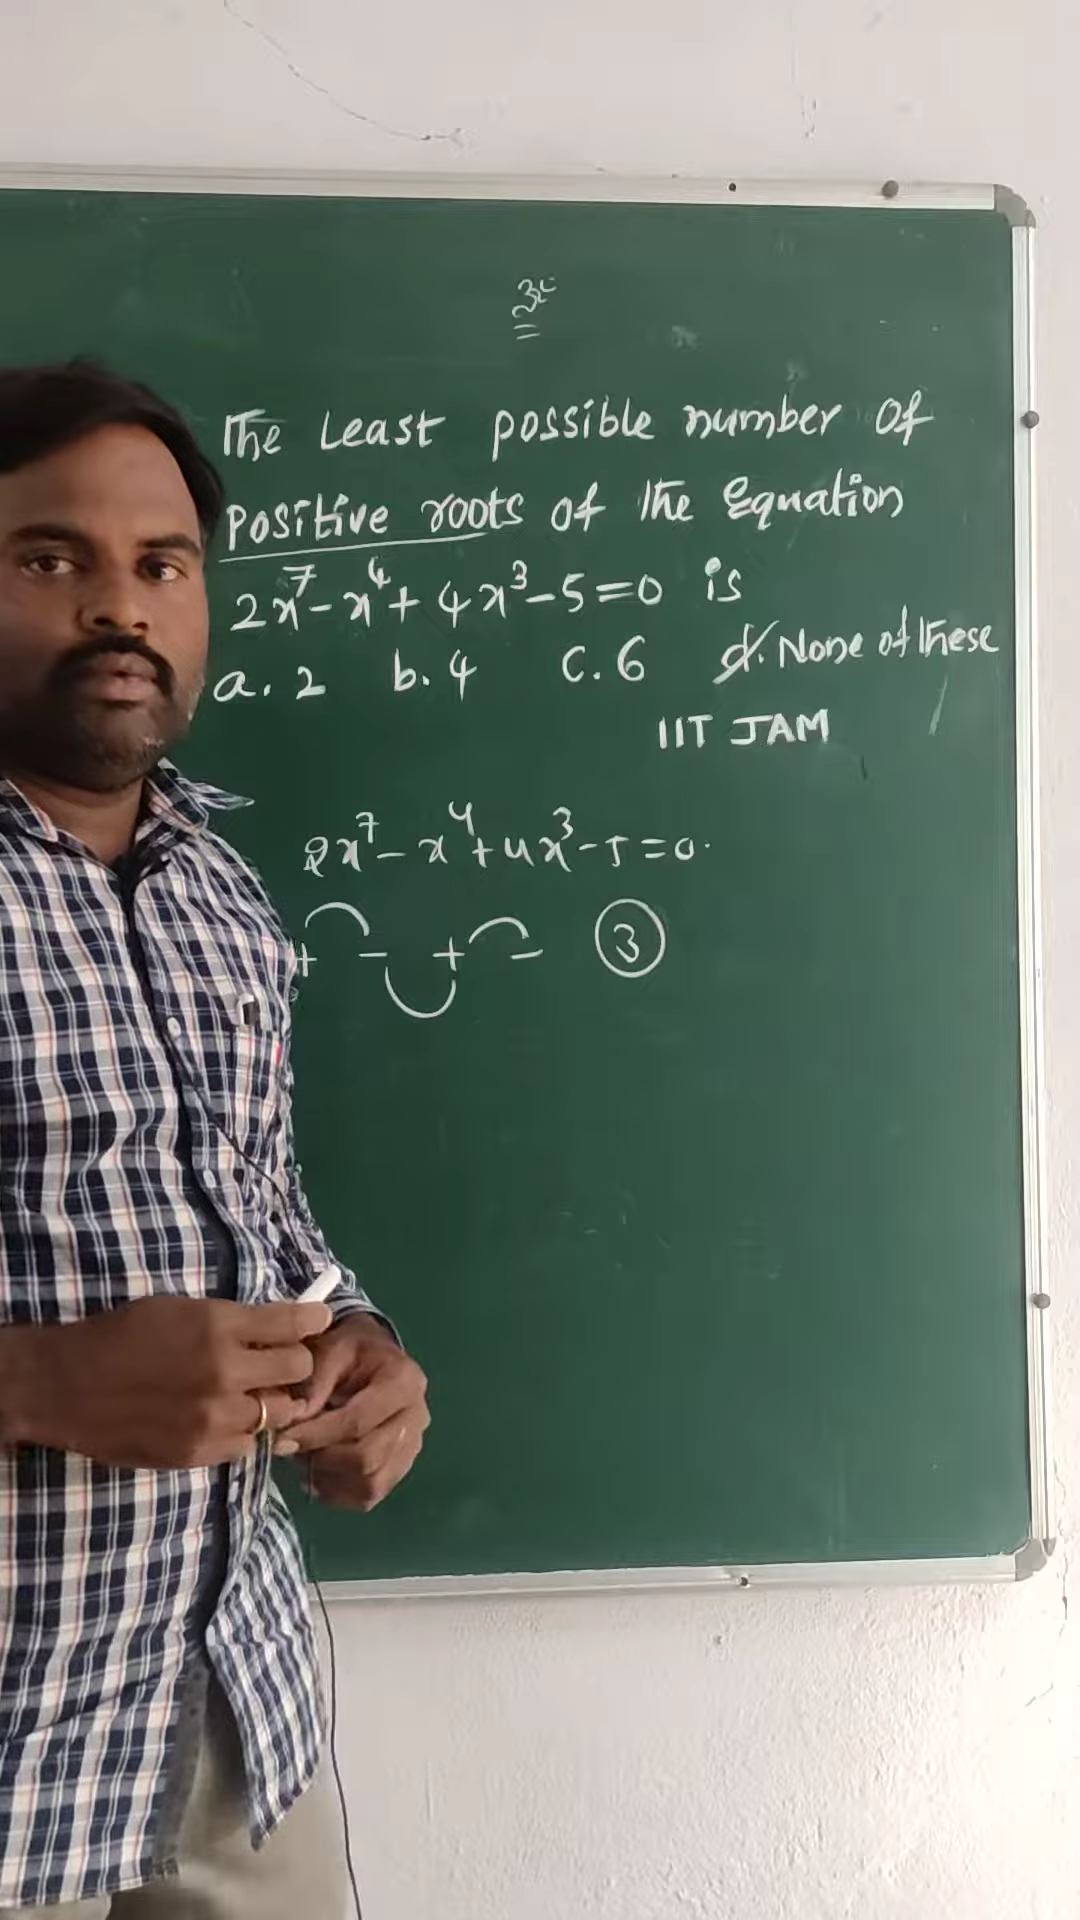 The Least possible number of
positive roots of the Equation
2x⁷-x⁴+4x³-5=0 is
a. 2 b. 4 C. 6 d. None of these
IIT JAM
2x⁷-x⁴+4x³-5=0.
+ - + - 3